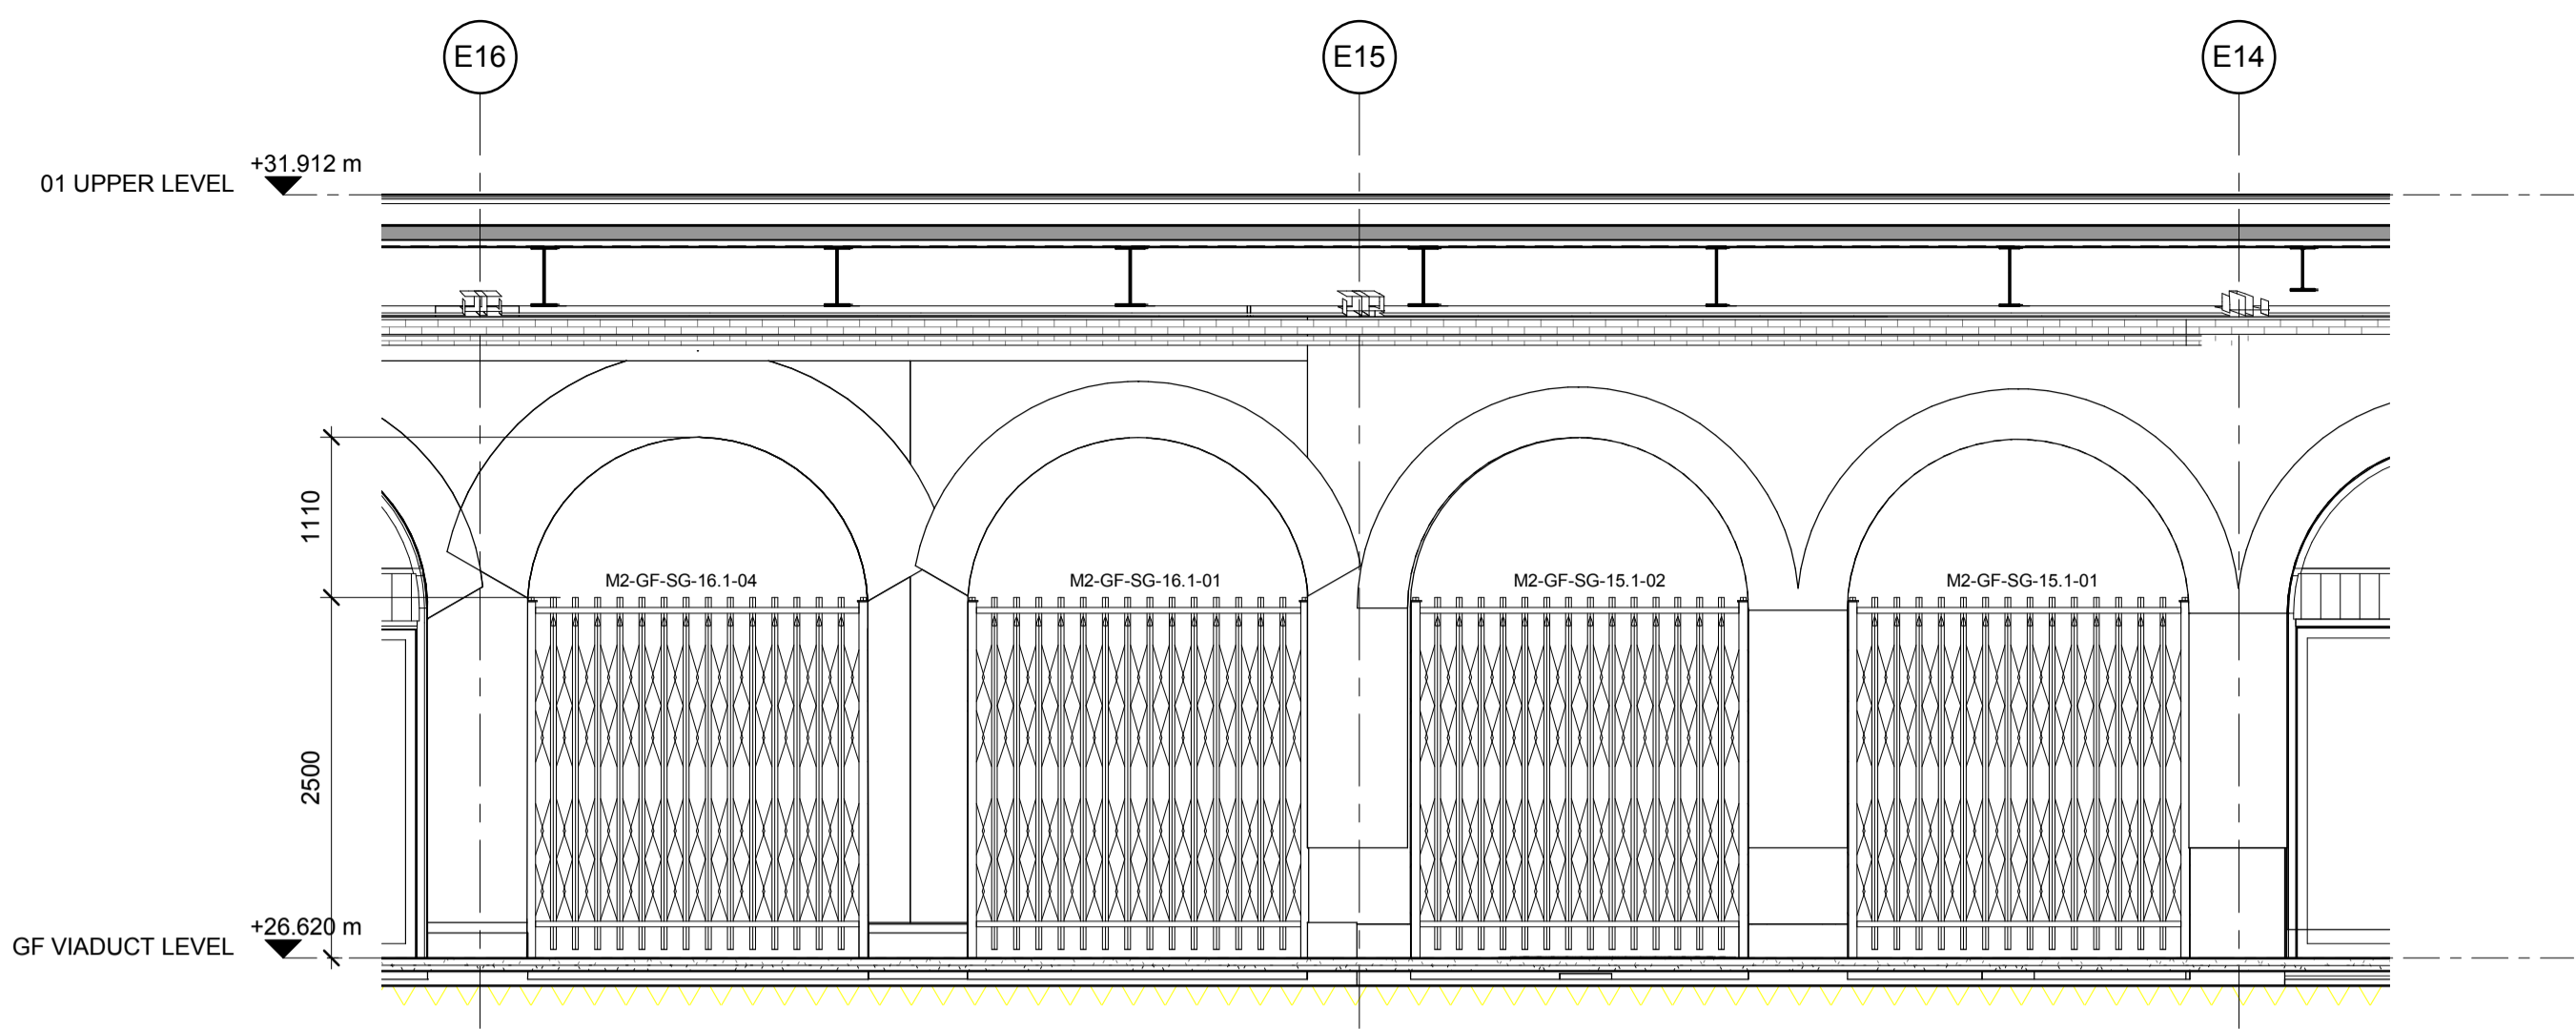 E16
E15
E14
+31.912 m
01 UPPER LEVEL
1110
M2-GF-SG-16.1-04
M2-GF-SG-16.1-01
M2-GF-SG-15.1-02
M2-GF-SG-15.1-01
2500
+26.620 m
GF VIADUCT LEVEL